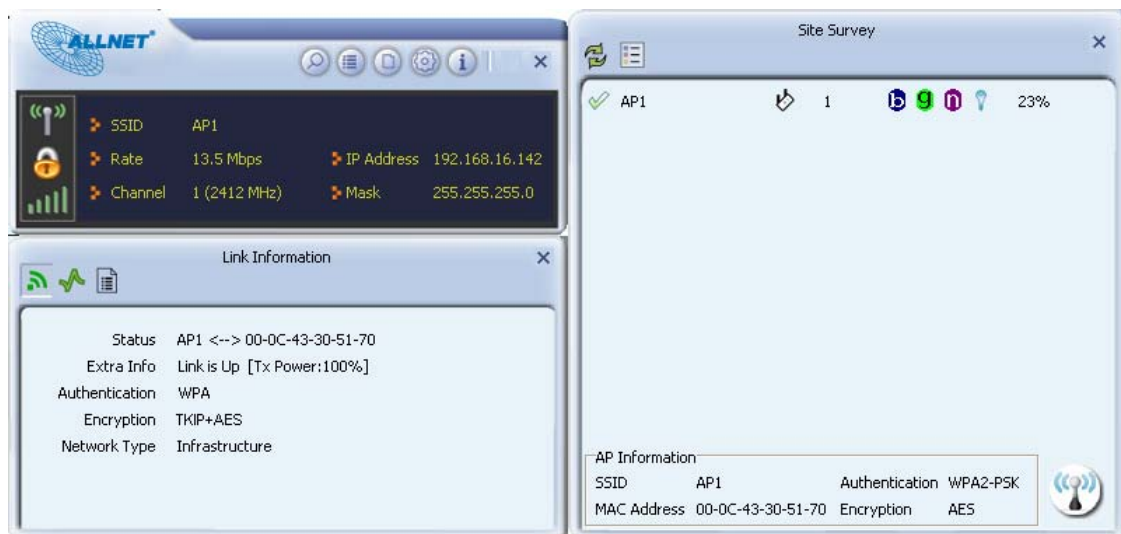 ALLNET
SSID AP1
Rate 13.5 Mbps IP Address 192.168.16.142
Channel 1 (2412 MHz) Mask 255.255.255.0
Link Information
Status AP1 <--> 00-0C-43-30-51-70
Extra Info Link is Up [Tx Power:100%]
Authentication WPA
Encryption TKIP+AES
Network Type Infrastructure
Site Survey
AP1 1 b g n 23%
AP Information
SSID AP1 Authentication WPA2-PSK
MAC Address 00-0C-43-30-51-70 Encryption AES